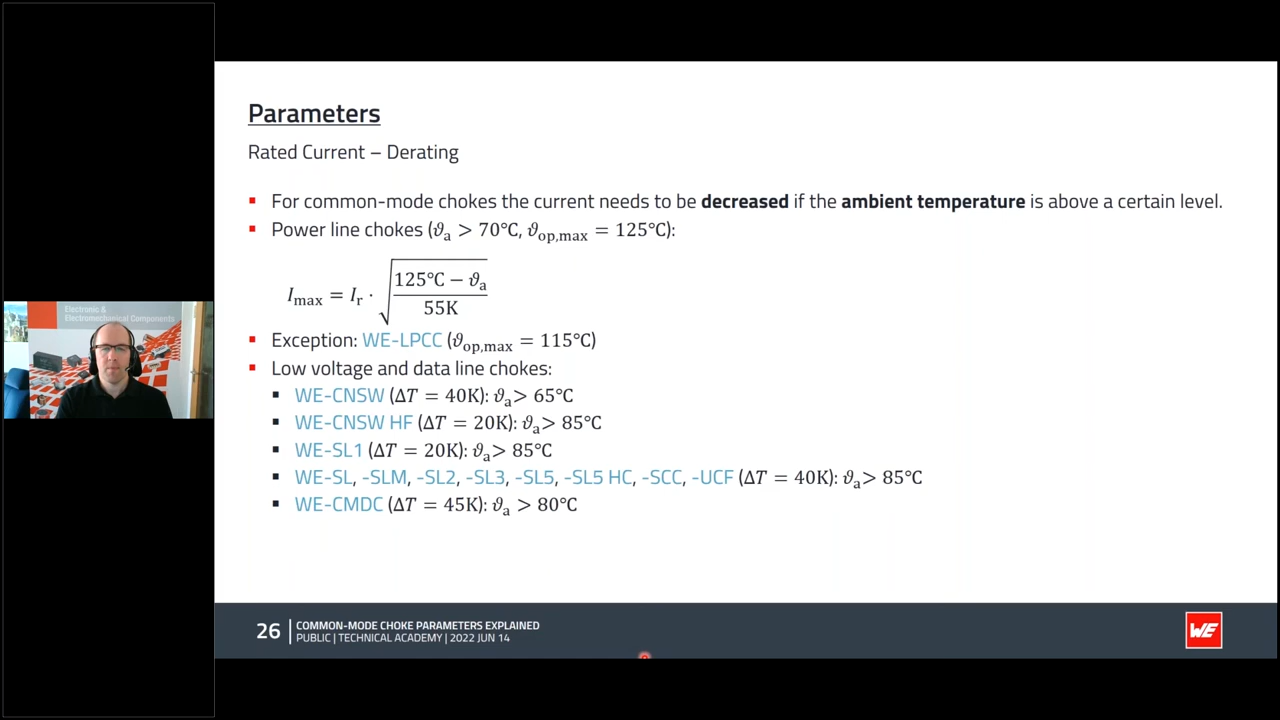 Parameters
Rated Current – Derating
▪ For common-mode chokes the current needs to be decreased if the ambient temperature is above a certain level.
▪ Power line chokes (ϑa > 70°C, ϑop,max = 125°C):
Imax = Ir · √((125°C − ϑa)/55K)
▪ Exception: WE-LPCC (ϑop,max = 115°C)
▪ Low voltage and data line chokes:
▪ WE-CNSW (ΔT = 40K): ϑa> 65°C
▪ WE-CNSW HF (ΔT = 20K): ϑa> 85°C
▪ WE-SL1 (ΔT = 20K): ϑa> 85°C
▪ WE-SL, -SLM, -SL2, -SL3, -SL5, -SL5 HC, -SCC, -UCF (ΔT = 40K): ϑa> 85°C
▪ WE-CMDC (ΔT = 45K): ϑa > 80°C
Electronic &
Electromechanical Components
26 | COMMON-MODE CHOKE PARAMETERS EXPLAINED
PUBLIC | TECHNICAL ACADEMY | 2022 JUN 14
WE